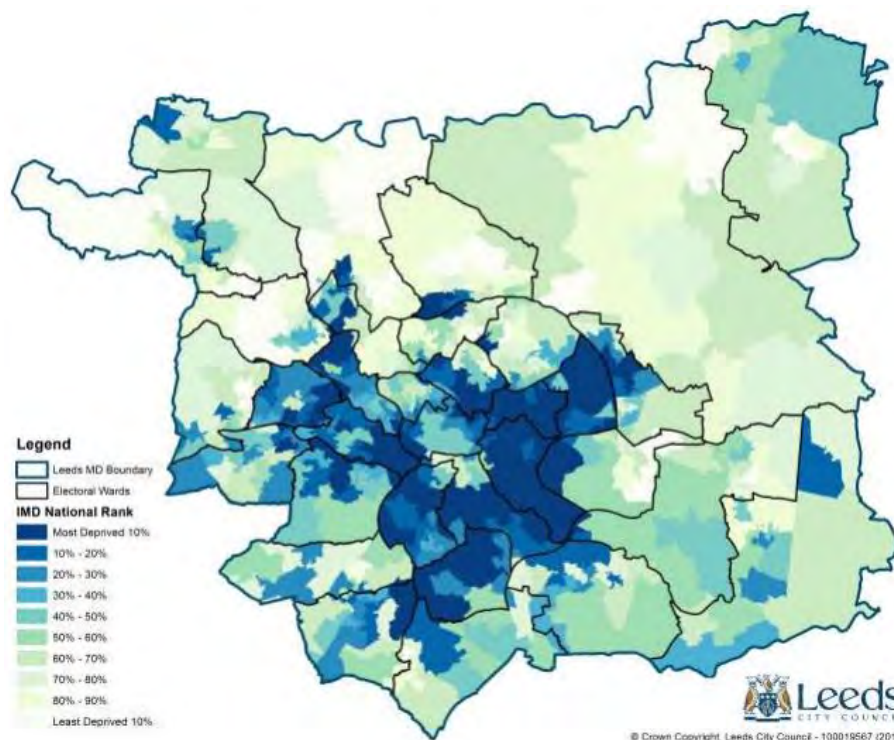 Legend
Leeds MD Boundary
Electoral Wards
IMD National Rank
Most Deprived 10%
10% - 20%
20% - 30%
30% - 40%
40% - 50%
50% - 60%
60% - 70%
70% - 80%
80% - 90%
Least Deprived 10%
Leeds
CITY COUNC
© Crown Copyright. Leeds City Council - 100019567 (201